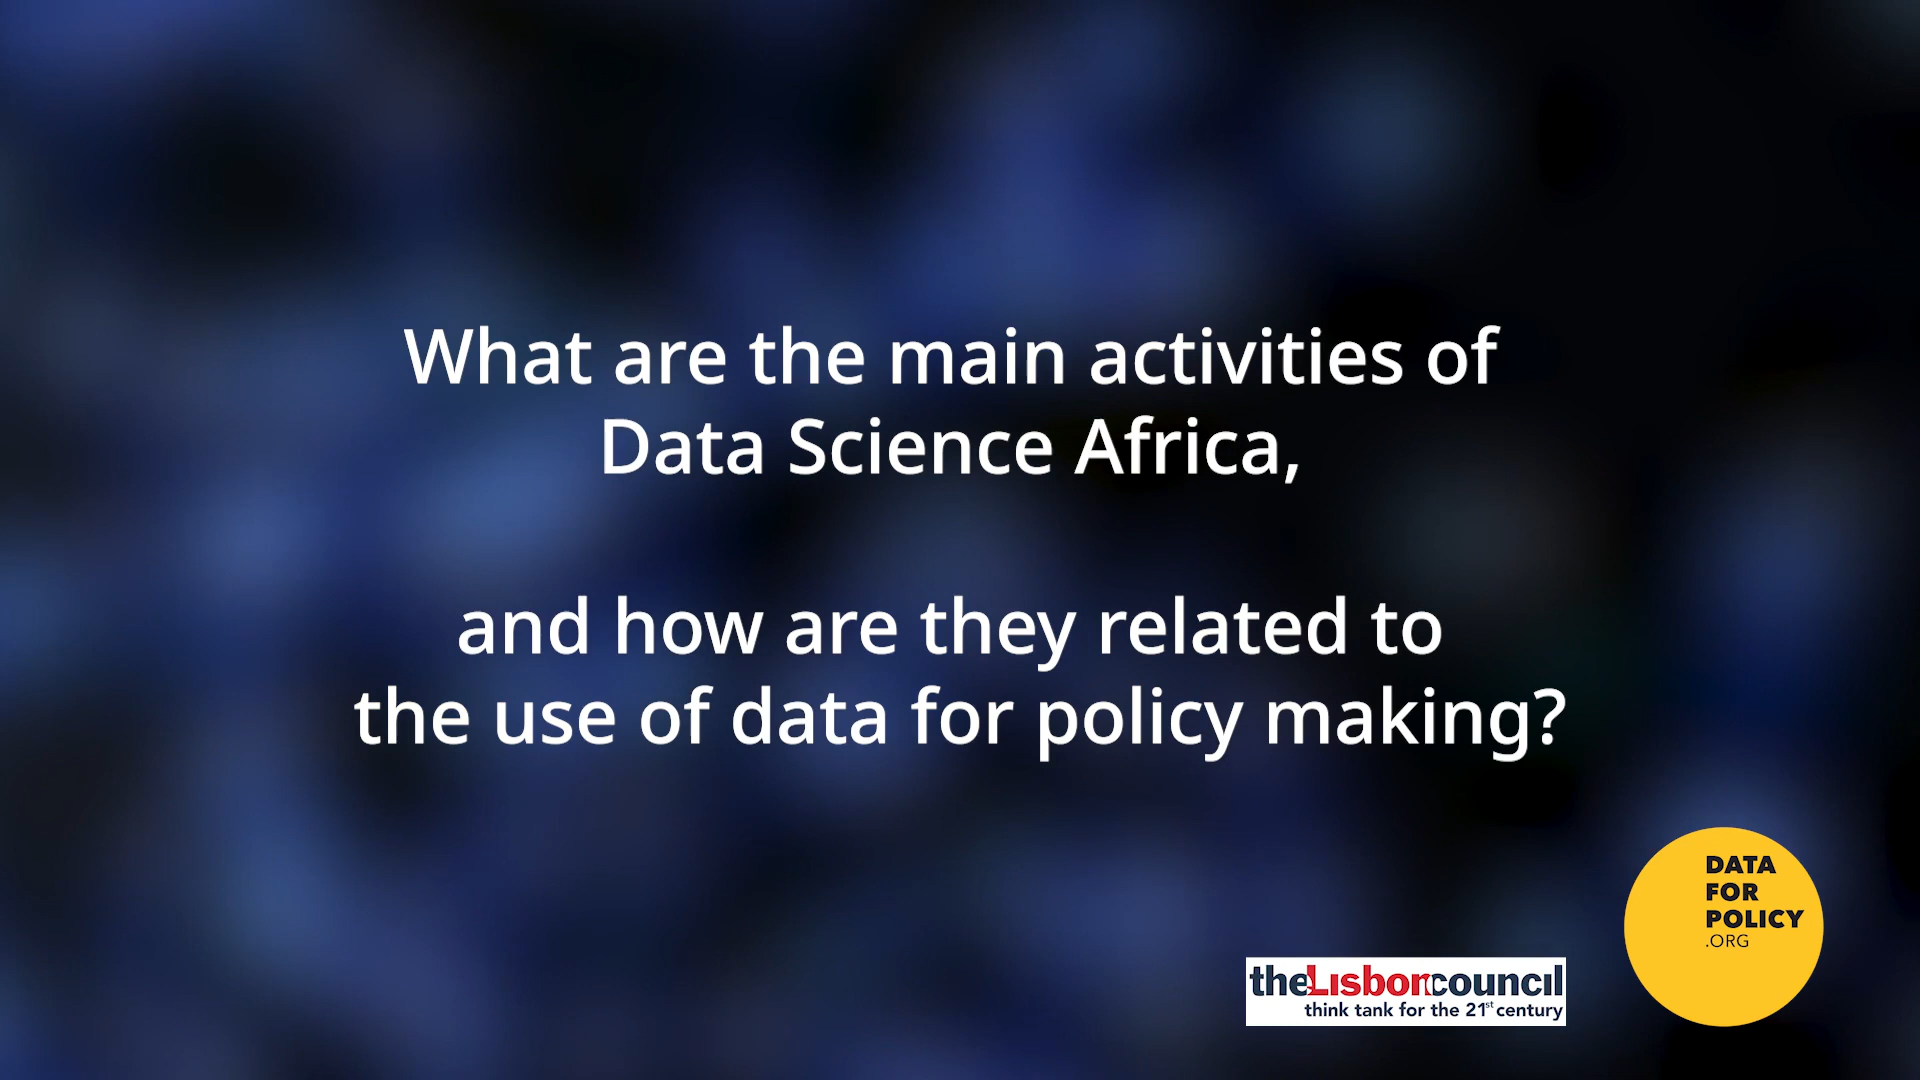 What are the main activities of
Data Science Africa,
and how are they related to
the use of data for policy making?
DATA
FOR
POLICY
.ORG
theLisboncouncil
think tank for the 21st century